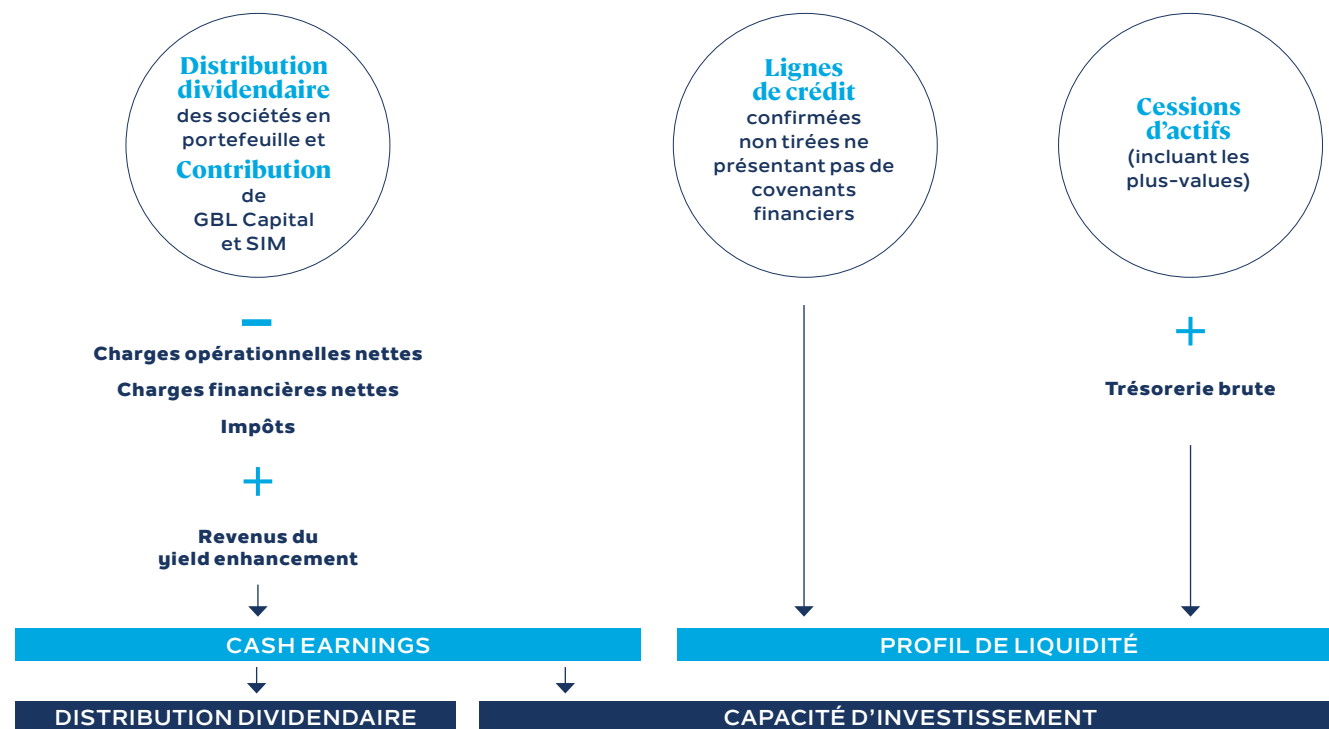 Distribution
dividendaire
des sociétés en
portefeuille et
Contribution
de
GBL Capital
et SIM
−
Charges opérationnelles nettes
Charges financières nettes
Impôts
+
Revenus du
yield enhancement
Lignes
de crédit
confirmées
non tirées ne
présentant pas de
covenants
financiers
Cessions
d’actifs
(incluant les
plus-values)
+
Trésorerie brute
CASH EARNINGS
PROFIL DE LIQUIDITÉ
DISTRIBUTION DIVIDENDAIRE
CAPACITÉ D’INVESTISSEMENT